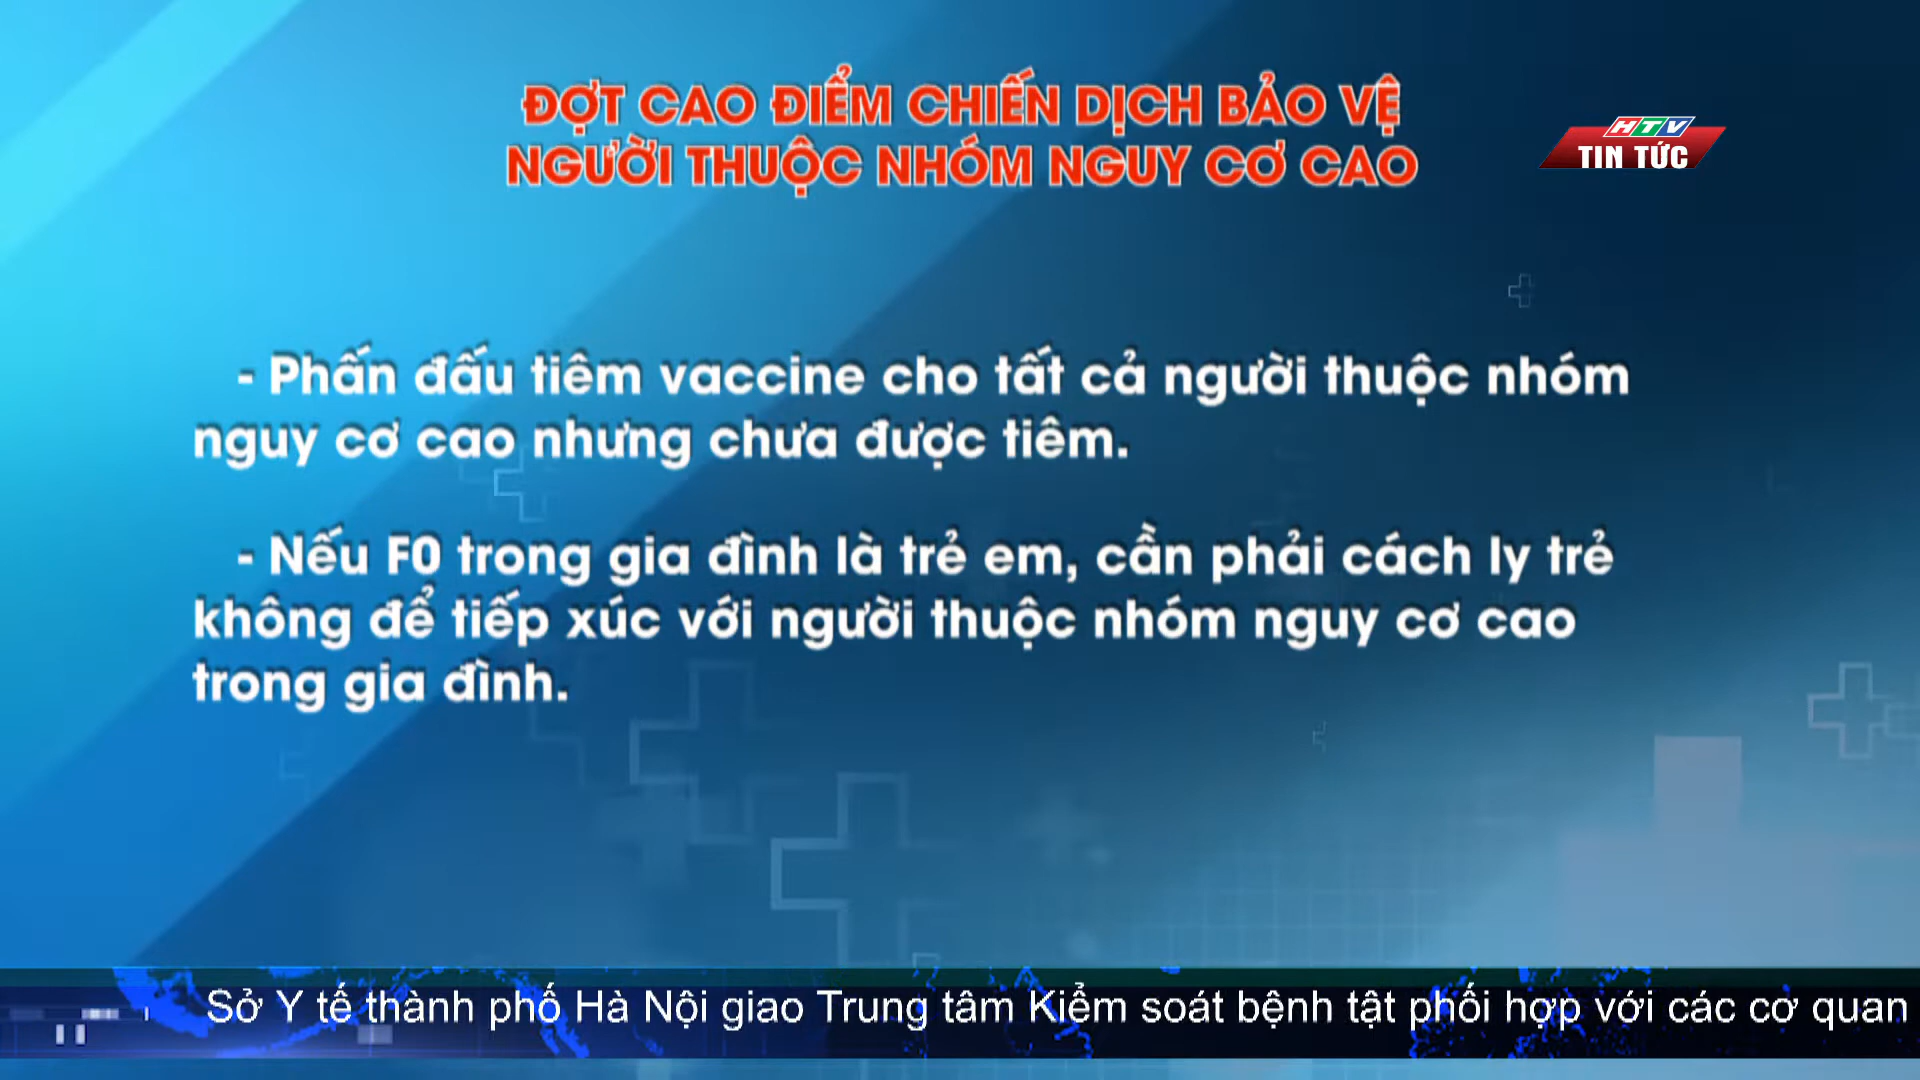 ĐỢT CAO ĐIỂM CHIẾN DỊCH BẢO VỆ
NGƯỜI THUỘC NHÓM NGUY CƠ CAO
HTV
TIN TỨC
- Phấn đấu tiêm vaccine cho tất cả người thuộc nhóm
nguy cơ cao nhưng chưa được tiêm.
- Nếu F0 trong gia đình là trẻ em, cần phải cách ly trẻ
không để tiếp xúc với người thuộc nhóm nguy cơ cao
trong gia đình.
Sở Y tế thành phố Hà Nội giao Trung tâm Kiểm soát bệnh tật phối hợp với các cơ quan